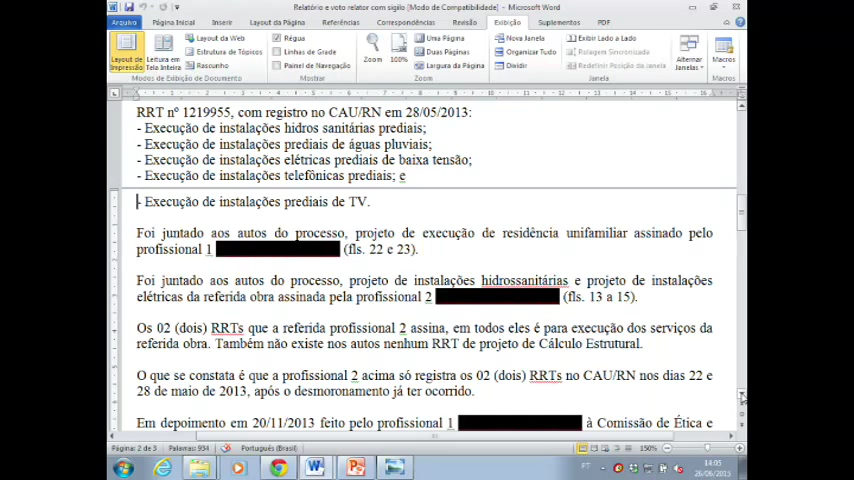 Relatório e voto relator com sigilo [Modo de Compatibilidade] - Microsoft Word
Arquivo Página Inicial Inserir Layout da Página Referências Correspondências Revisão Exibição Suplementos PDF
Layout de Impressão
Leitura em Tela Inteira
Layout da Web
Estrutura de Tópicos
Rascunho
Modos de Exibição de Documento
Régua
Linhas de Grade
Painel de Navegação
Mostrar
Zoom
100%
Uma Página
Duas Páginas
Largura da Página
Zoom
Nova Janela
Organizar Tudo
Dividir
Exibir Lado a Lado
Rolagem Sincronizada
Redefinir Posição da Janela
Janela
Alternar Janelas
Macros
Macros
RRT nº 1219955, com registro no CAU/RN em 28/05/2013:
- Execução de instalações hidros sanitárias prediais;
- Execução de instalações prediais de águas pluviais;
- Execução de instalações elétricas prediais de baixa tensão;
- Execução de instalações telefônicas prediais; e
- Execução de instalações prediais de TV.
Foi juntado aos autos do processo, projeto de execução de residência unifamiliar assinado pelo
profissional 1 (fls. 22 e 23).
Foi juntado aos autos do processo, projeto de instalações hidrossanitárias e projeto de instalações
elétricas da referida obra assinada pela profissional 2 (fls. 13 a 15).
Os 02 (dois) RRTs que a referida profissional 2 assina, em todos eles é para execução dos serviços da
referida obra. Também não existe nos autos nenhum RRT de projeto de Cálculo Estrutural.
O que se constata é que a profissional 2 acima só registra os 02 (dois) RRTs no CAU/RN nos dias 22 e
28 de maio de 2013, após o desmoronamento já ter ocorrido.
Em depoimento em 20/11/2013 feito pelo profissional 1 à Comissão de Ética e
Página: 2 de 3 Palavras: 934 Português (Brasil) 150%
PT 14:05
26/06/2015